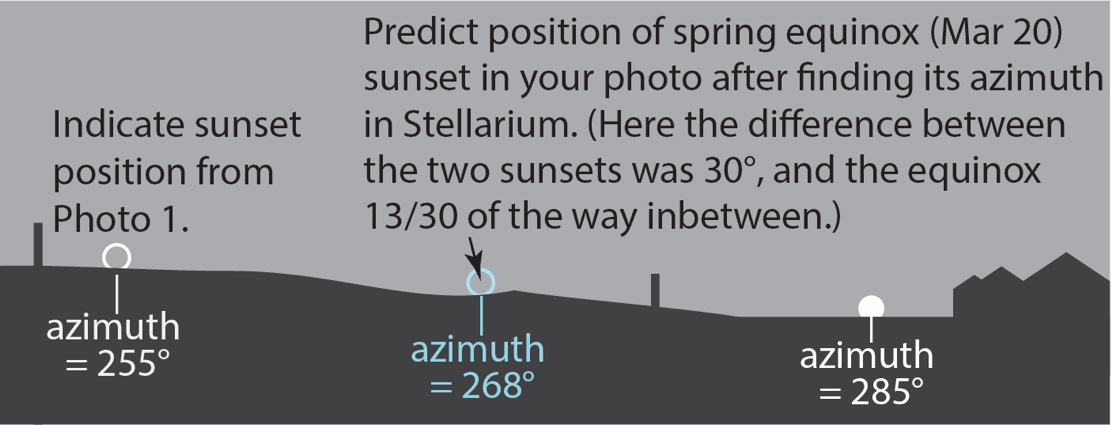 Predict position of spring equinox (Mar 20)
sunset in your photo after finding its azimuth
in Stellarium. (Here the difference between
the two sunsets was 30°, and the equinox
13/30 of the way inbetween.)
Indicate sunset
position from
Photo 1.
azimuth
= 255°
azimuth
= 268°
azimuth
= 285°